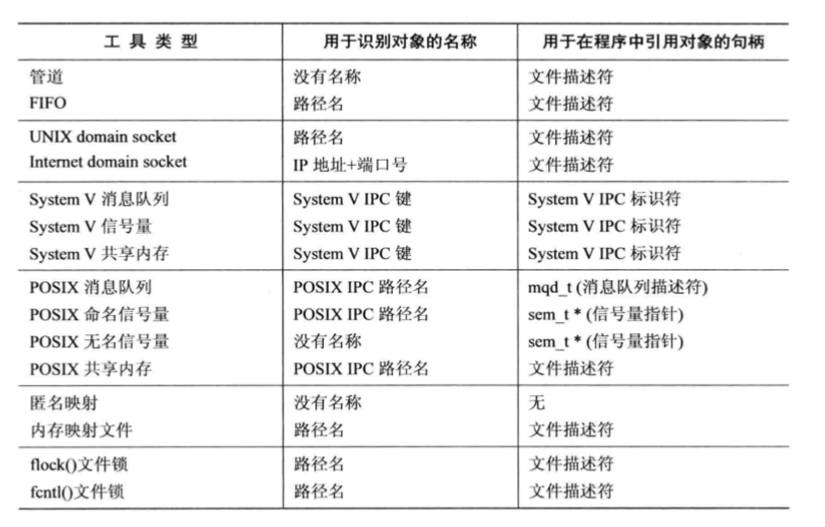 工具类型 用于识别对象的名称 用于在程序中引用对象的句柄
管道 没有名称 文件描述符
FIFO 路径名 文件描述符
UNIX domain socket 路径名 文件描述符
Internet domain socket IP 地址+端口号 文件描述符
System V 消息队列 System V IPC 键 System V IPC 标识符
System V 信号量 System V IPC 键 System V IPC 标识符
System V 共享内存 System V IPC 键 System V IPC 标识符
POSIX 消息队列 POSIX IPC 路径名 mqd_t (消息队列描述符)
POSIX 命名信号量 POSIX IPC 路径名 sem_t * (信号量指针)
POSIX 无名信号量 没有名称 sem_t * (信号量指针)
POSIX 共享内存 POSIX IPC 路径名 文件描述符
匿名映射 没有名称 无
内存映射文件 路径名 文件描述符
flock()文件锁 路径名 文件描述符
fcntl()文件锁 路径名 文件描述符